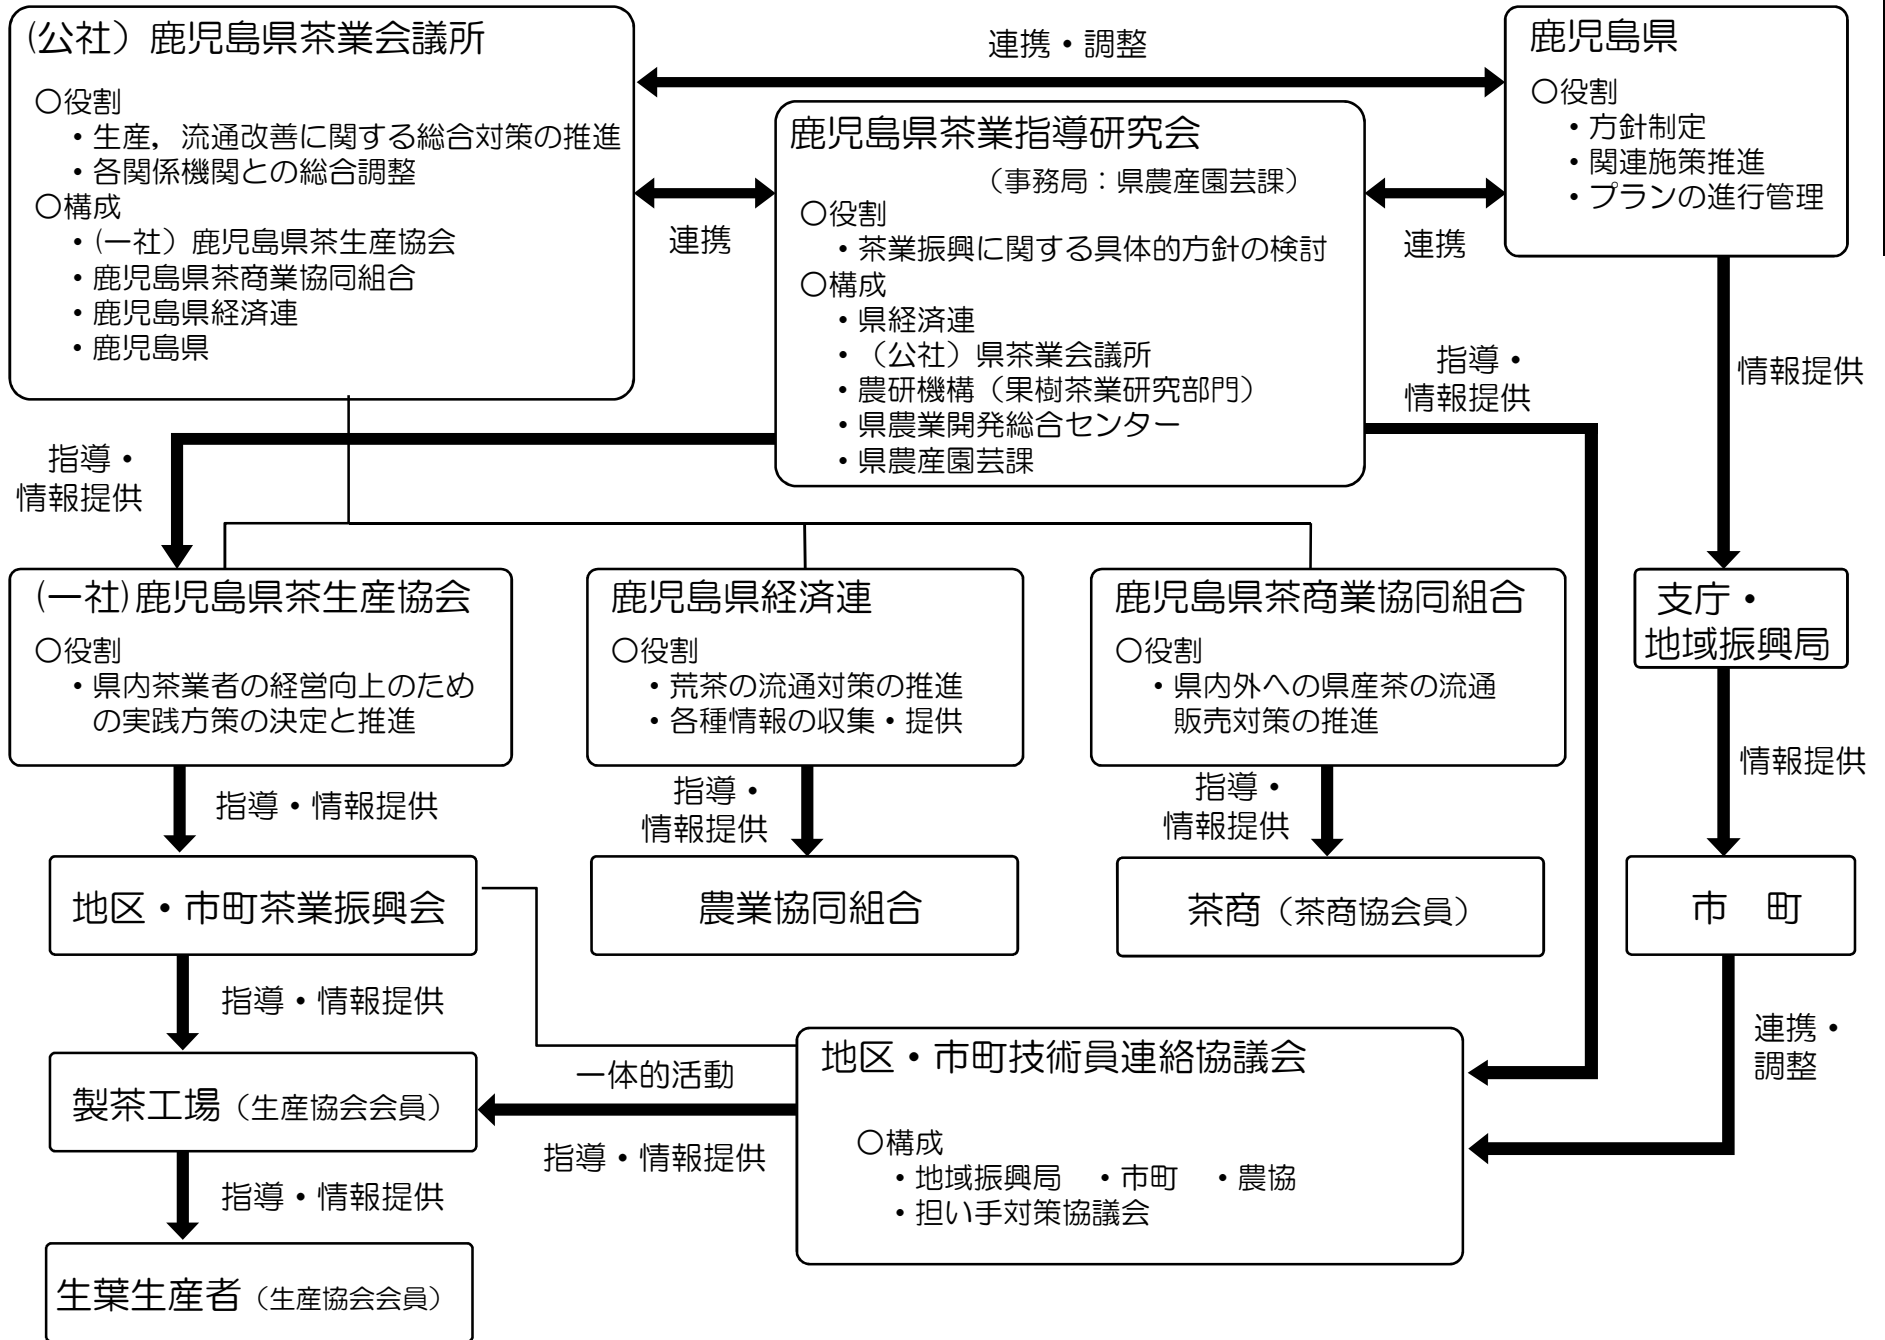 (公社）鹿児島県茶業会議所
〇役割
・生産，流通改善に関する総合対策の推進
・各関係機関との総合調整
〇構成
・(一社）鹿児島県茶生産協会
・鹿児島県茶商業協同組合
・鹿児島県経済連
・鹿児島県
連携・調整
鹿児島県
〇役割
・方針制定
・関連施策推進
・プランの進行管理
鹿児島県茶業指導研究会
（事務局：県農産園芸課）
〇役割
・茶業振興に関する具体的方針の検討
〇構成
・県経済連
・（公社）県茶業会議所
・農研機構（果樹茶業研究部門）
・県農業開発総合センター
・県農産園芸課
連携
連携
指導・
情報提供
指導・
情報提供
情報提供
(一社)鹿児島県茶生産協会
〇役割
・県内茶業者の経営向上のため
の実践方策の決定と推進
鹿児島県経済連
〇役割
・荒茶の流通対策の推進
・各種情報の収集・提供
鹿児島県茶商業協同組合
〇役割
・県内外への県産茶の流通
販売対策の推進
支庁・
地域振興局
指導・情報提供
指導・
情報提供
指導・
情報提供
情報提供
地区・市町茶業振興会
農業協同組合
茶商（茶商協会員）
市　町
指導・情報提供
連携・
調整
製茶工場（生産協会会員）
一体的活動
指導・情報提供
地区・市町技術員連絡協議会
〇構成
・地域振興局　・市町　・農協
・担い手対策協議会
指導・情報提供
生葉生産者（生産協会会員）